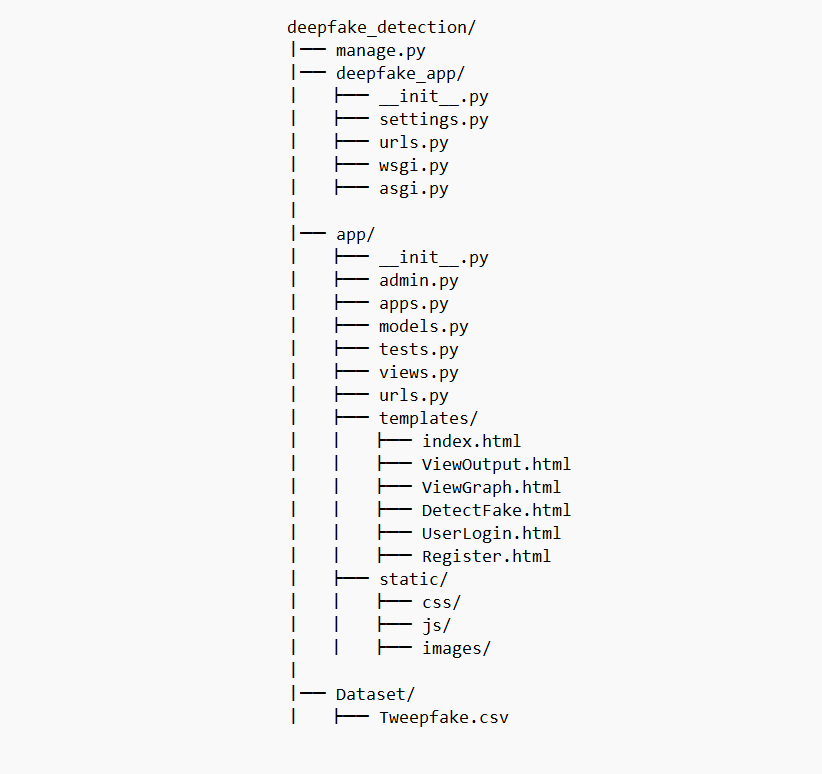 deepfake_detection/
|── manage.py
|── deepfake_app/
|   ├── __init__.py
|   ├── settings.py
|   ├── urls.py
|   ├── wsgi.py
|   ├── asgi.py
|
|── app/
|   ├── __init__.py
|   ├── admin.py
|   ├── apps.py
|   ├── models.py
|   ├── tests.py
|   ├── views.py
|   ├── urls.py
|   ├── templates/
|   |   ├── index.html
|   |   ├── ViewOutput.html
|   |   ├── ViewGraph.html
|   |   ├── DetectFake.html
|   |   ├── UserLogin.html
|   |   ├── Register.html
|   ├── static/
|   |   ├── css/
|   |   ├── js/
|   |   ├── images/
|
|── Dataset/
|   ├── Tweepfake.csv